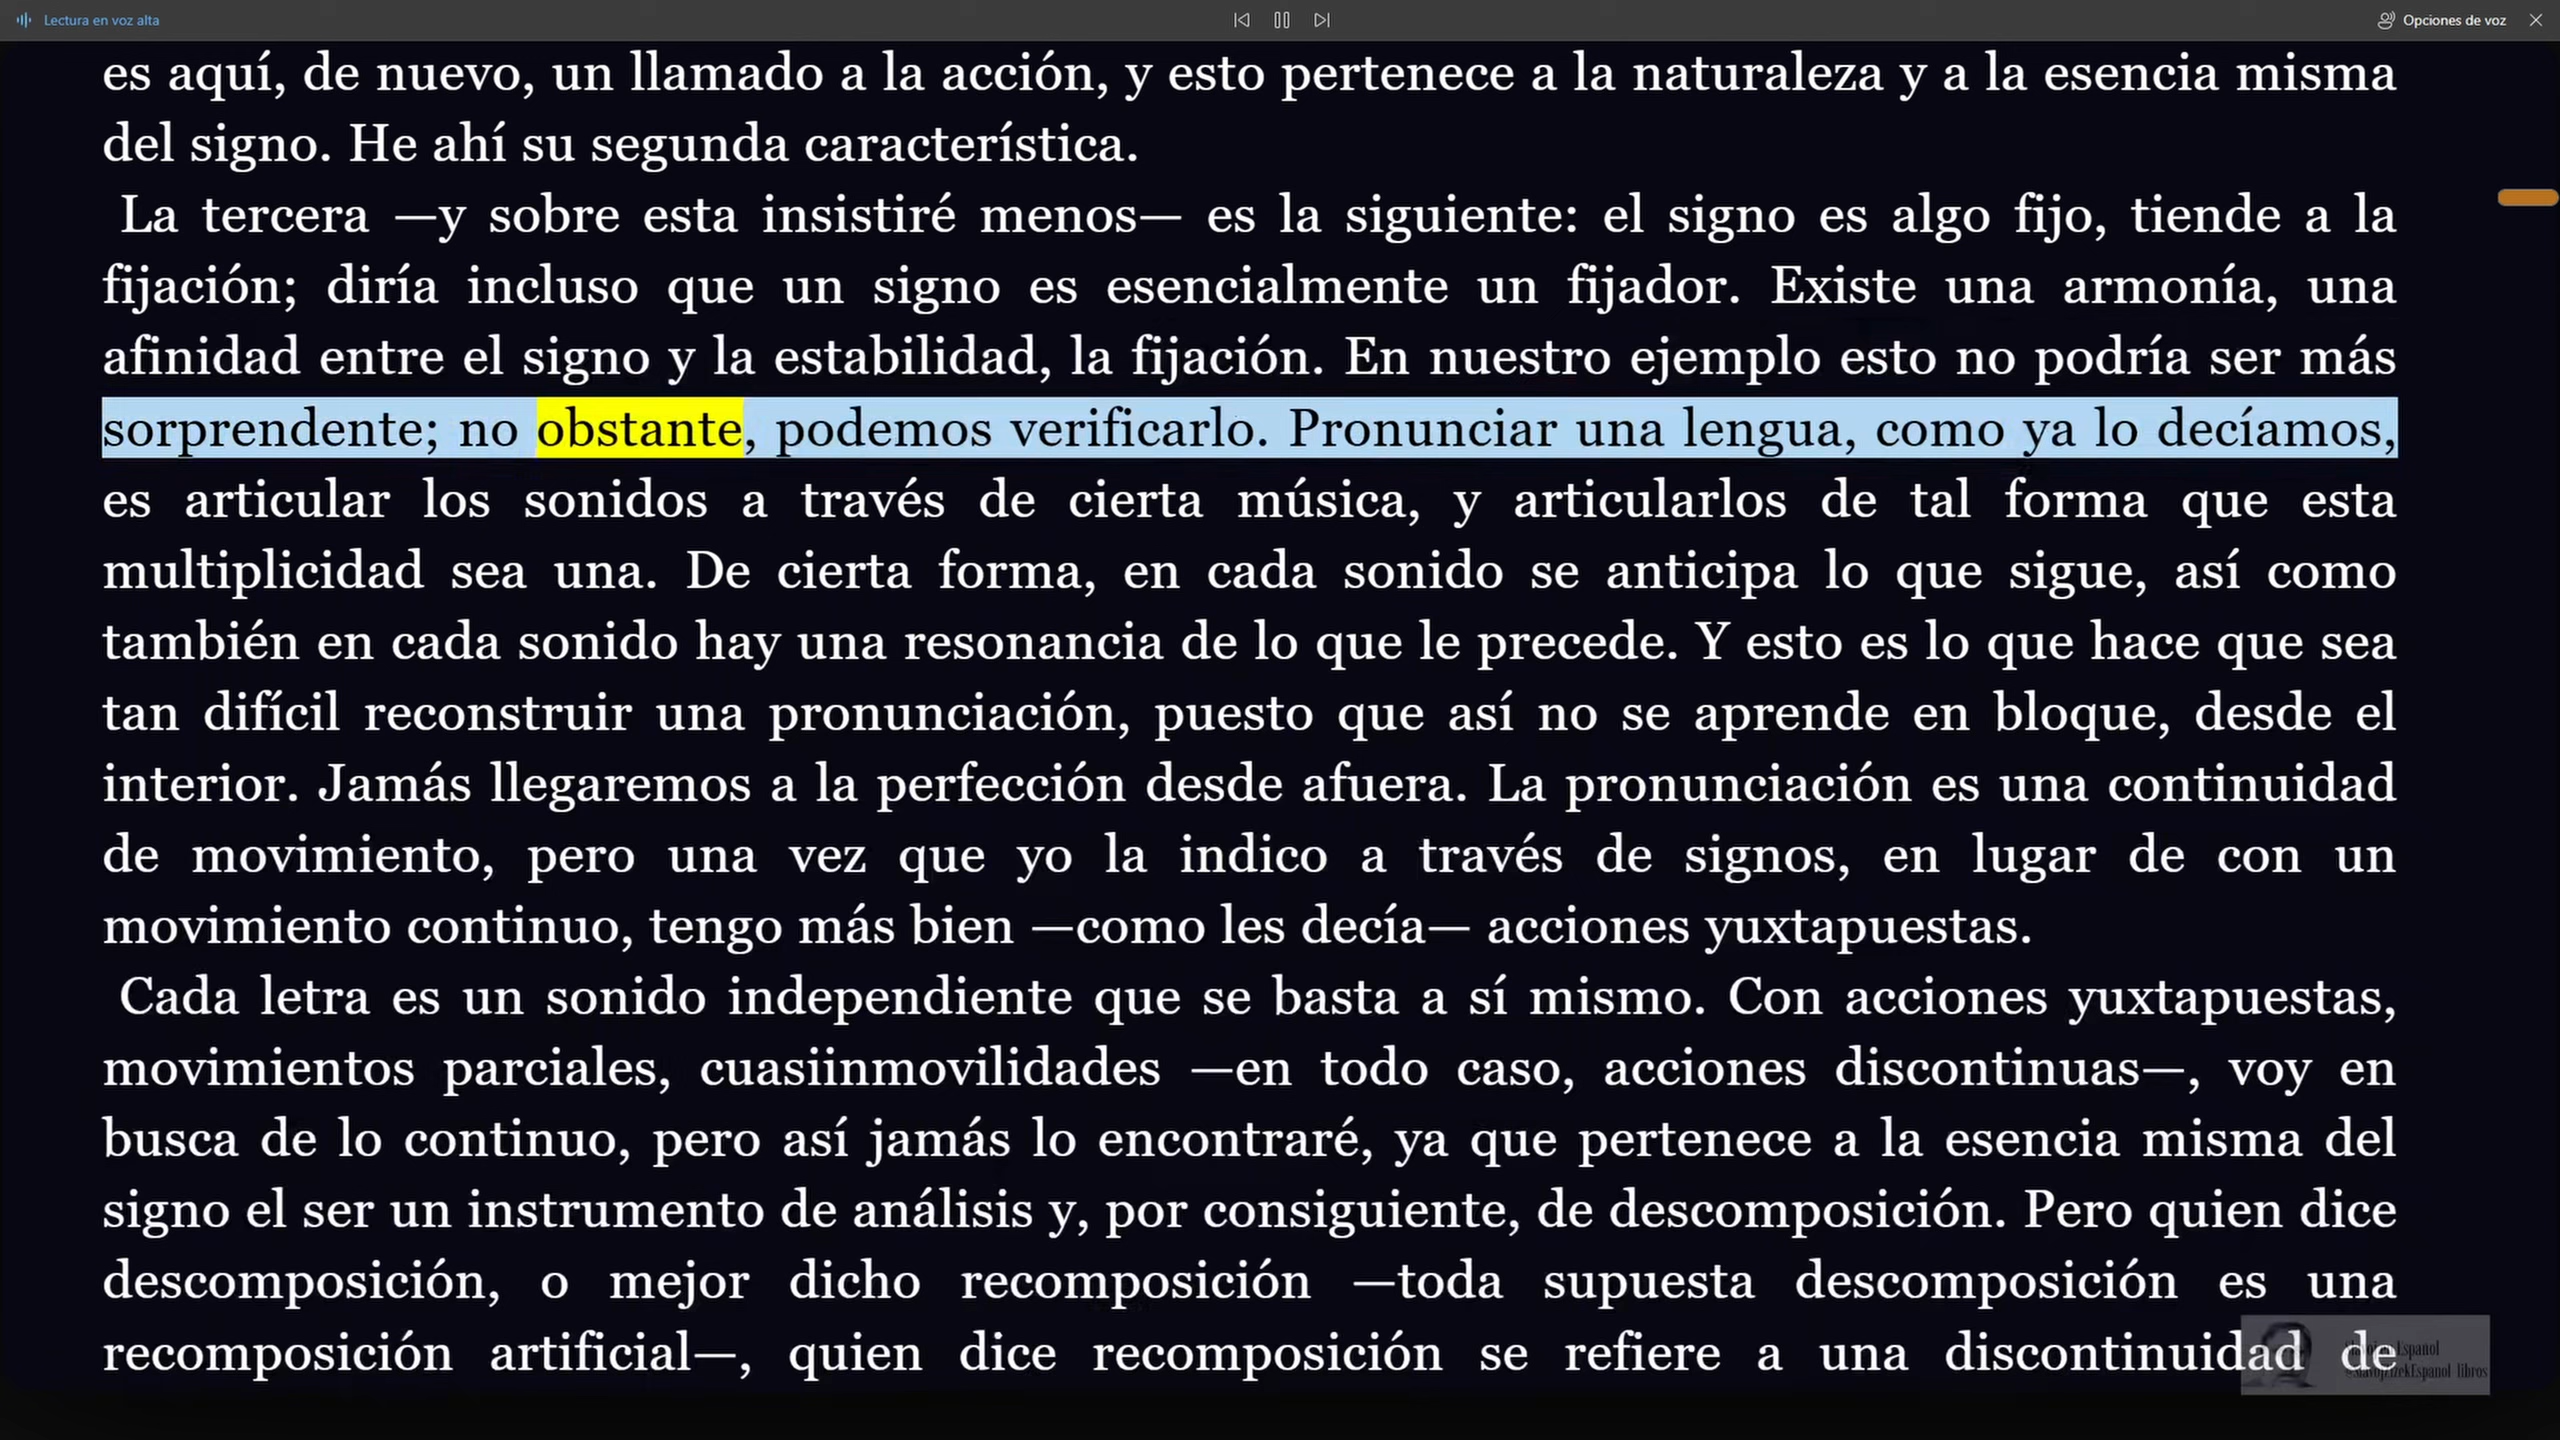 Lectura en voz alta
Opciones de voz
es aquí, de nuevo, un llamado a la acción, y esto pertenece a la naturaleza y a la esencia misma
del signo. He ahí su segunda característica.
La tercera —y sobre esta insistiré menos— es la siguiente: el signo es algo fijo, tiende a la
fijación; diría incluso que un signo es esencialmente un fijador. Existe una armonía, una
afinidad entre el signo y la estabilidad, la fijación. En nuestro ejemplo esto no podría ser más
sorprendente; no obstante, podemos verificarlo. Pronunciar una lengua, como ya lo decíamos,
es articular los sonidos a través de cierta música, y articularlos de tal forma que esta
multiplicidad sea una. De cierta forma, en cada sonido se anticipa lo que sigue, así como
también en cada sonido hay una resonancia de lo que le precede. Y esto es lo que hace que sea
tan difícil reconstruir una pronunciación, puesto que así no se aprende en bloque, desde el
interior. Jamás llegaremos a la perfección desde afuera. La pronunciación es una continuidad
de movimiento, pero una vez que yo la indico a través de signos, en lugar de con un
movimiento continuo, tengo más bien —como les decía— acciones yuxtapuestas.
Cada letra es un sonido independiente que se basta a sí mismo. Con acciones yuxtapuestas,
movimientos parciales, cuasiinmovilidades —en todo caso, acciones discontinuas—, voy en
busca de lo continuo, pero así jamás lo encontraré, ya que pertenece a la esencia misma del
signo el ser un instrumento de análisis y, por consiguiente, de descomposición. Pero quien dice
descomposición, o mejor dicho recomposición —toda supuesta descomposición es una
recomposición artificial—, quien dice recomposición se refiere a una discontinuidad de